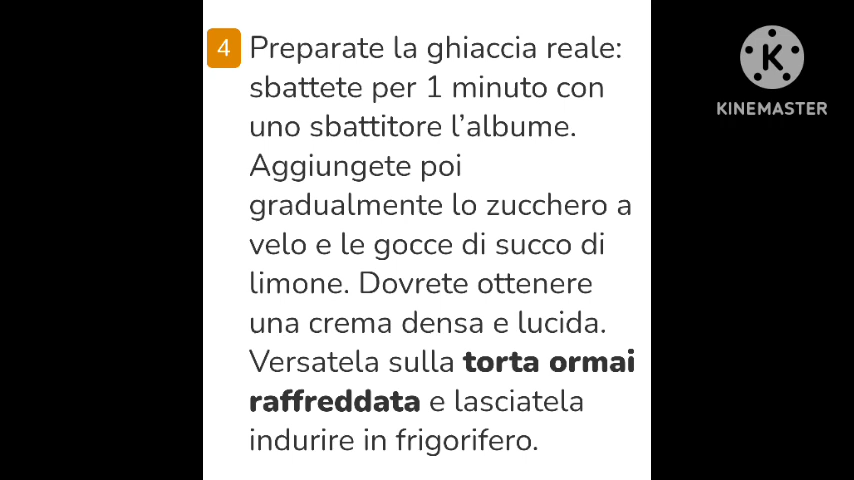 4 Preparate la ghiaccia reale:
sbattete per 1 minuto con
uno sbattitore l’albume.
Aggiungete poi
gradualmente lo zucchero a
velo e le gocce di succo di
limone. Dovrete ottenere
una crema densa e lucida.
Versatela sulla torta ormai
raffreddata e lasciatela
indurire in frigorifero.
K
KINEMASTER